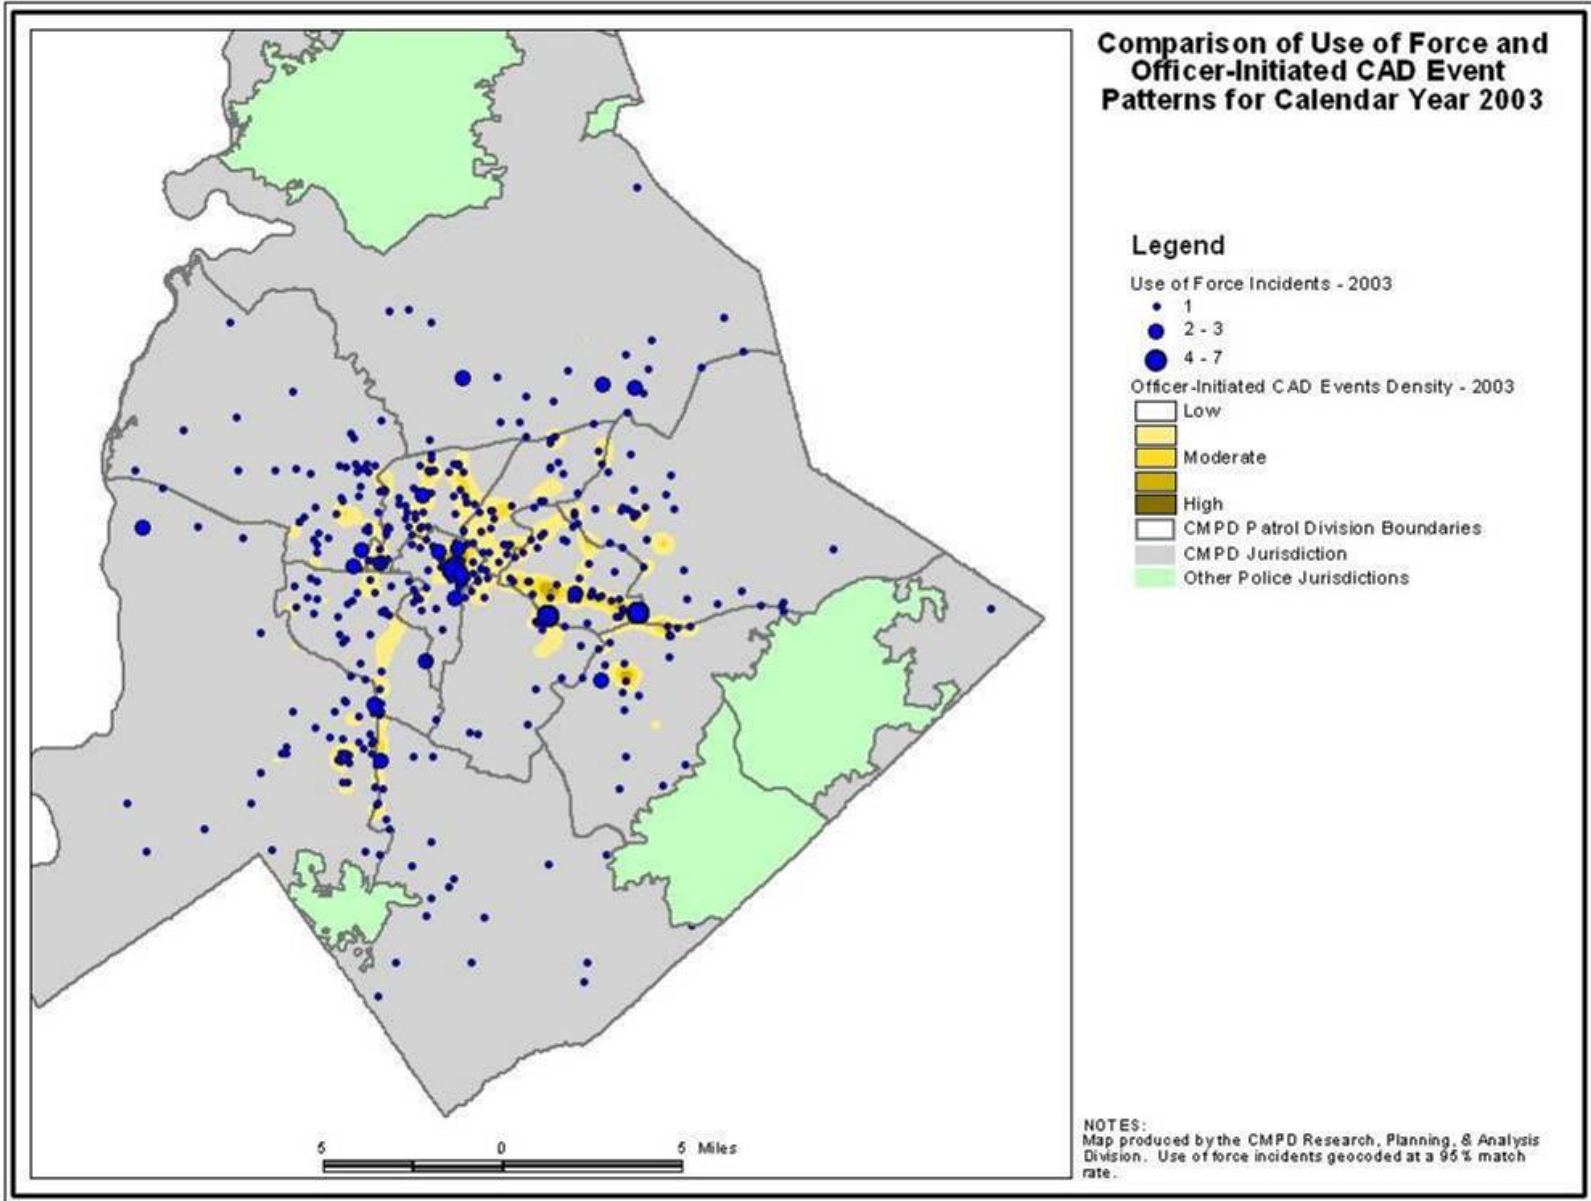 Comparison of Use of Force and
Officer-Initiated CAD Event
Patterns for Calendar Year 2003
Legend
Use of Force Incidents - 2003
1
2 - 3
4 - 7
Officer-Initiated CAD Events Density - 2003
Low
Moderate
High
CMPD Patrol Division Boundaries
CMPD Jurisdiction
Other Police Jurisdictions
5 0 5 Miles
NOTES:
Map produced by the CMPD Research, Planning, & Analysis
Division. Use of force incidents geocoded at a 95% match
rate.